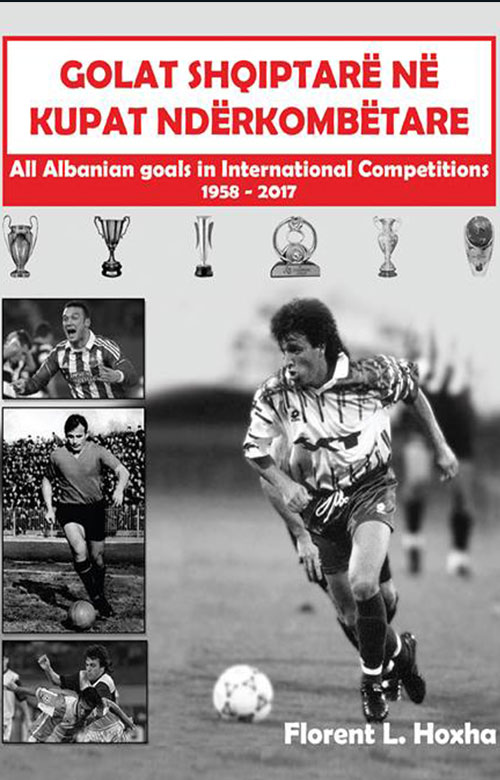 GOLAT SHQIPTARË NË
KUPAT NDËRKOMBËTARE
All Albanian goals in International Competitions
1958 - 2017
Florent L. Hoxha